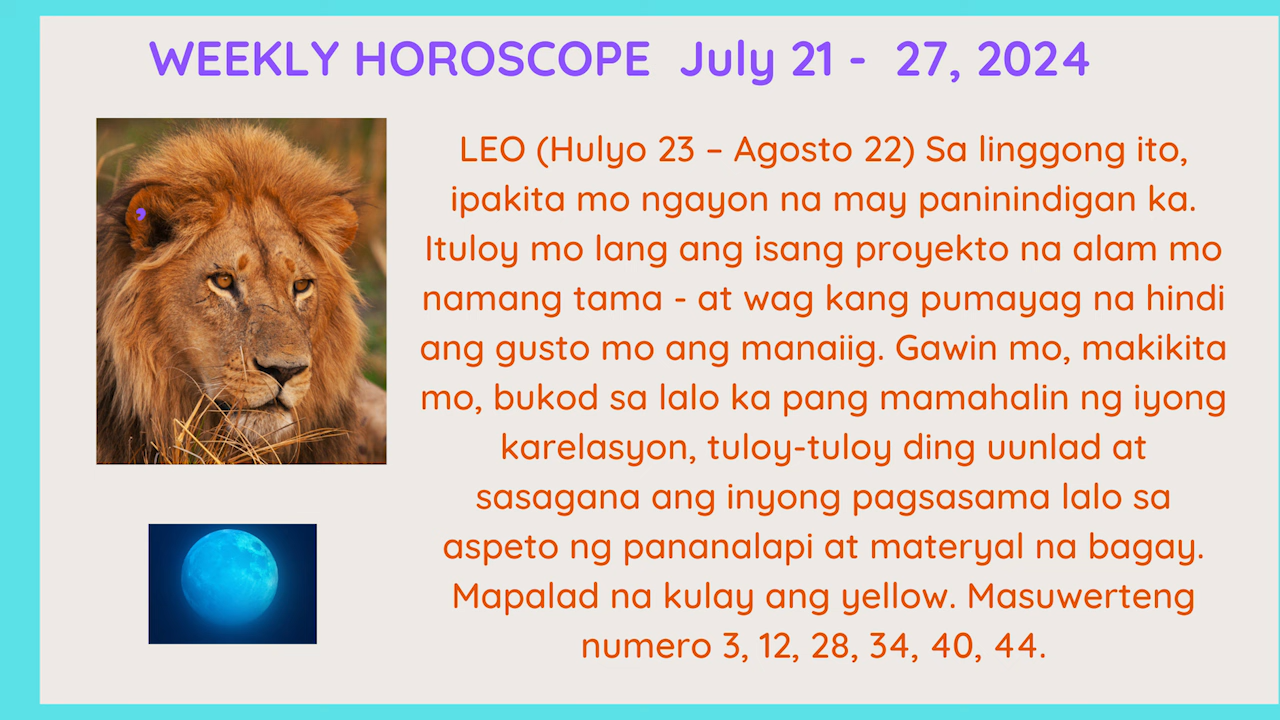 WEEKLY HOROSCOPE July 21 - 27, 2024
LEO (Hulyo 23 – Agosto 22) Sa linggong ito,
ipakita mo ngayon na may paninindigan ka.
Ituloy mo lang ang isang proyekto na alam mo
namang tama - at wag kang pumayag na hindi
ang gusto mo ang manaiig. Gawin mo, makikita
mo, bukod sa lalo ka pang mamahalin ng iyong
karelasyon, tuloy-tuloy ding uunlad at
sasagana ang inyong pagsasama lalo sa
aspeto ng pananalapi at materyal na bagay.
Mapalad na kulay ang yellow. Masuwerteng
numero 3, 12, 28, 34, 40, 44.
,